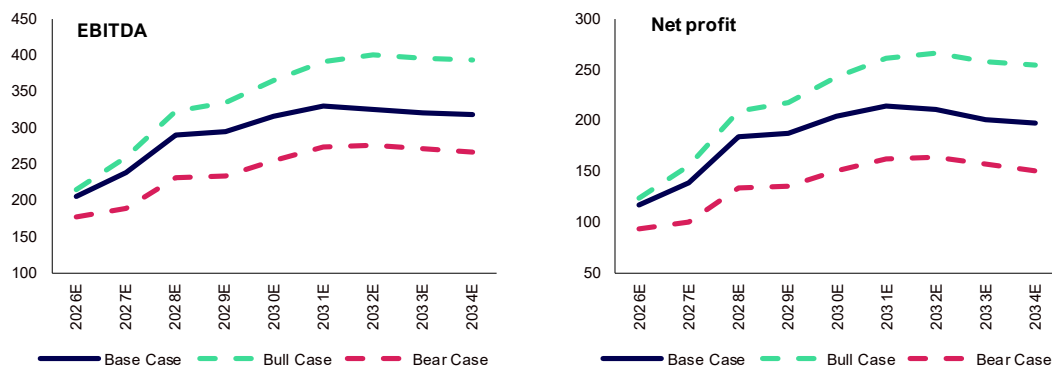 EBITDA
450
400
350
300
250
200
150
100
2026E
2027E
2028E
2029E
2030E
2031E
2032E
2033E
2034E
Base Case
Bull Case
Bear Case
Net profit
300
250
200
150
100
50
2026E
2027E
2028E
2029E
2030E
2031E
2032E
2033E
2034E
Base Case
Bull Case
Bear Case